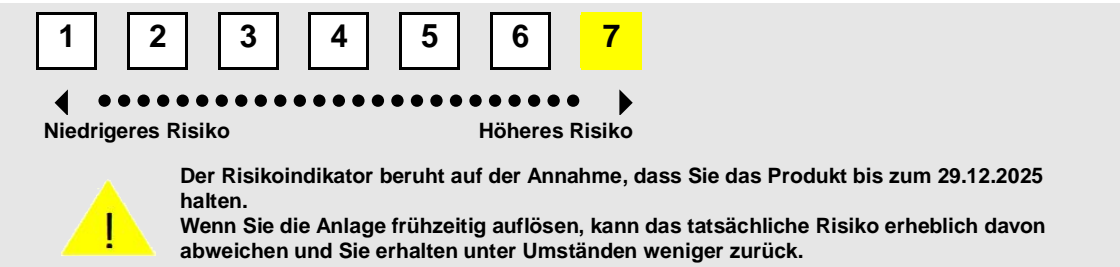 1 2 3 4 5 6 7
Niedrigeres Risiko Höheres Risiko
Der Risikoindikator beruht auf der Annahme, dass Sie das Produkt bis zum 29.12.2025
halten.
Wenn Sie die Anlage frühzeitig auflösen, kann das tatsächliche Risiko erheblich davon
abweichen und Sie erhalten unter Umständen weniger zurück.
!